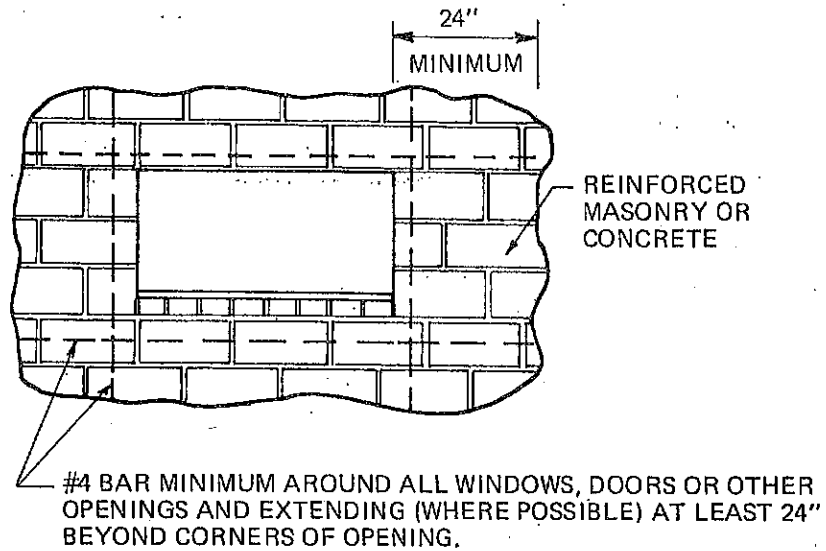 24"
MINIMUM
REINFORCED
MASONRY OR
CONCRETE
#4 BAR MINIMUM AROUND ALL WINDOWS, DOORS OR OTHER
OPENINGS AND EXTENDING (WHERE POSSIBLE) AT LEAST 24"
BEYOND CORNERS OF OPENING.